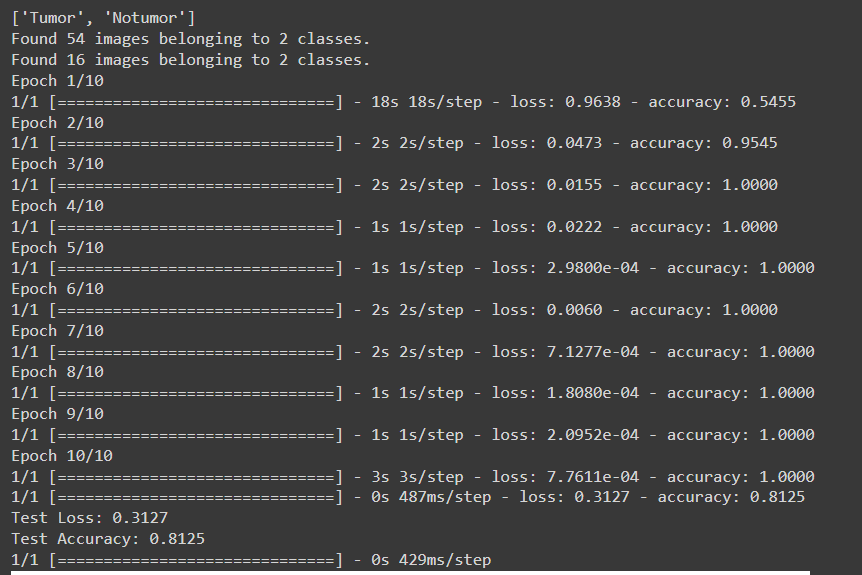 ['Tumor', 'Notumor']
Found 54 images belonging to 2 classes.
Found 16 images belonging to 2 classes.
Epoch 1/10
1/1 [==============================] - 18s 18s/step - loss: 0.9638 - accuracy: 0.5455
Epoch 2/10
1/1 [==============================] - 2s 2s/step - loss: 0.0473 - accuracy: 0.9545
Epoch 3/10
1/1 [==============================] - 2s 2s/step - loss: 0.0155 - accuracy: 1.0000
Epoch 4/10
1/1 [==============================] - 1s 1s/step - loss: 0.0222 - accuracy: 1.0000
Epoch 5/10
1/1 [==============================] - 1s 1s/step - loss: 2.9800e-04 - accuracy: 1.0000
Epoch 6/10
1/1 [==============================] - 2s 2s/step - loss: 0.0060 - accuracy: 1.0000
Epoch 7/10
1/1 [==============================] - 2s 2s/step - loss: 7.1277e-04 - accuracy: 1.0000
Epoch 8/10
1/1 [==============================] - 1s 1s/step - loss: 1.8080e-04 - accuracy: 1.0000
Epoch 9/10
1/1 [==============================] - 1s 1s/step - loss: 2.0952e-04 - accuracy: 1.0000
Epoch 10/10
1/1 [==============================] - 3s 3s/step - loss: 7.7611e-04 - accuracy: 1.0000
1/1 [==============================] - 0s 487ms/step - loss: 0.3127 - accuracy: 0.8125
Test Loss: 0.3127
Test Accuracy: 0.8125
1/1 [==============================] - 0s 429ms/step